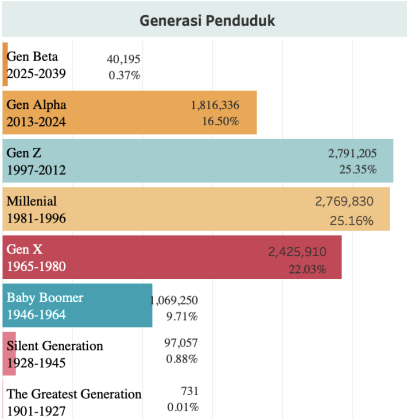 Generasi Penduduk
Gen Beta 40,195
2025-2039 0.37%
Gen Alpha 1,816,336
2013-2024 16.50%
Gen Z 2,791,205
1997-2012 25.35%
Millenial 2,769,830
1981-1996 25.16%
Gen X 2,425,910
1965-1980 22.03%
Baby Boomer 1,069,250
1946-1964 9.71%
Silent Generation 97,057
1928-1945 0.88%
The Greatest Generation 731
1901-1927 0.01%